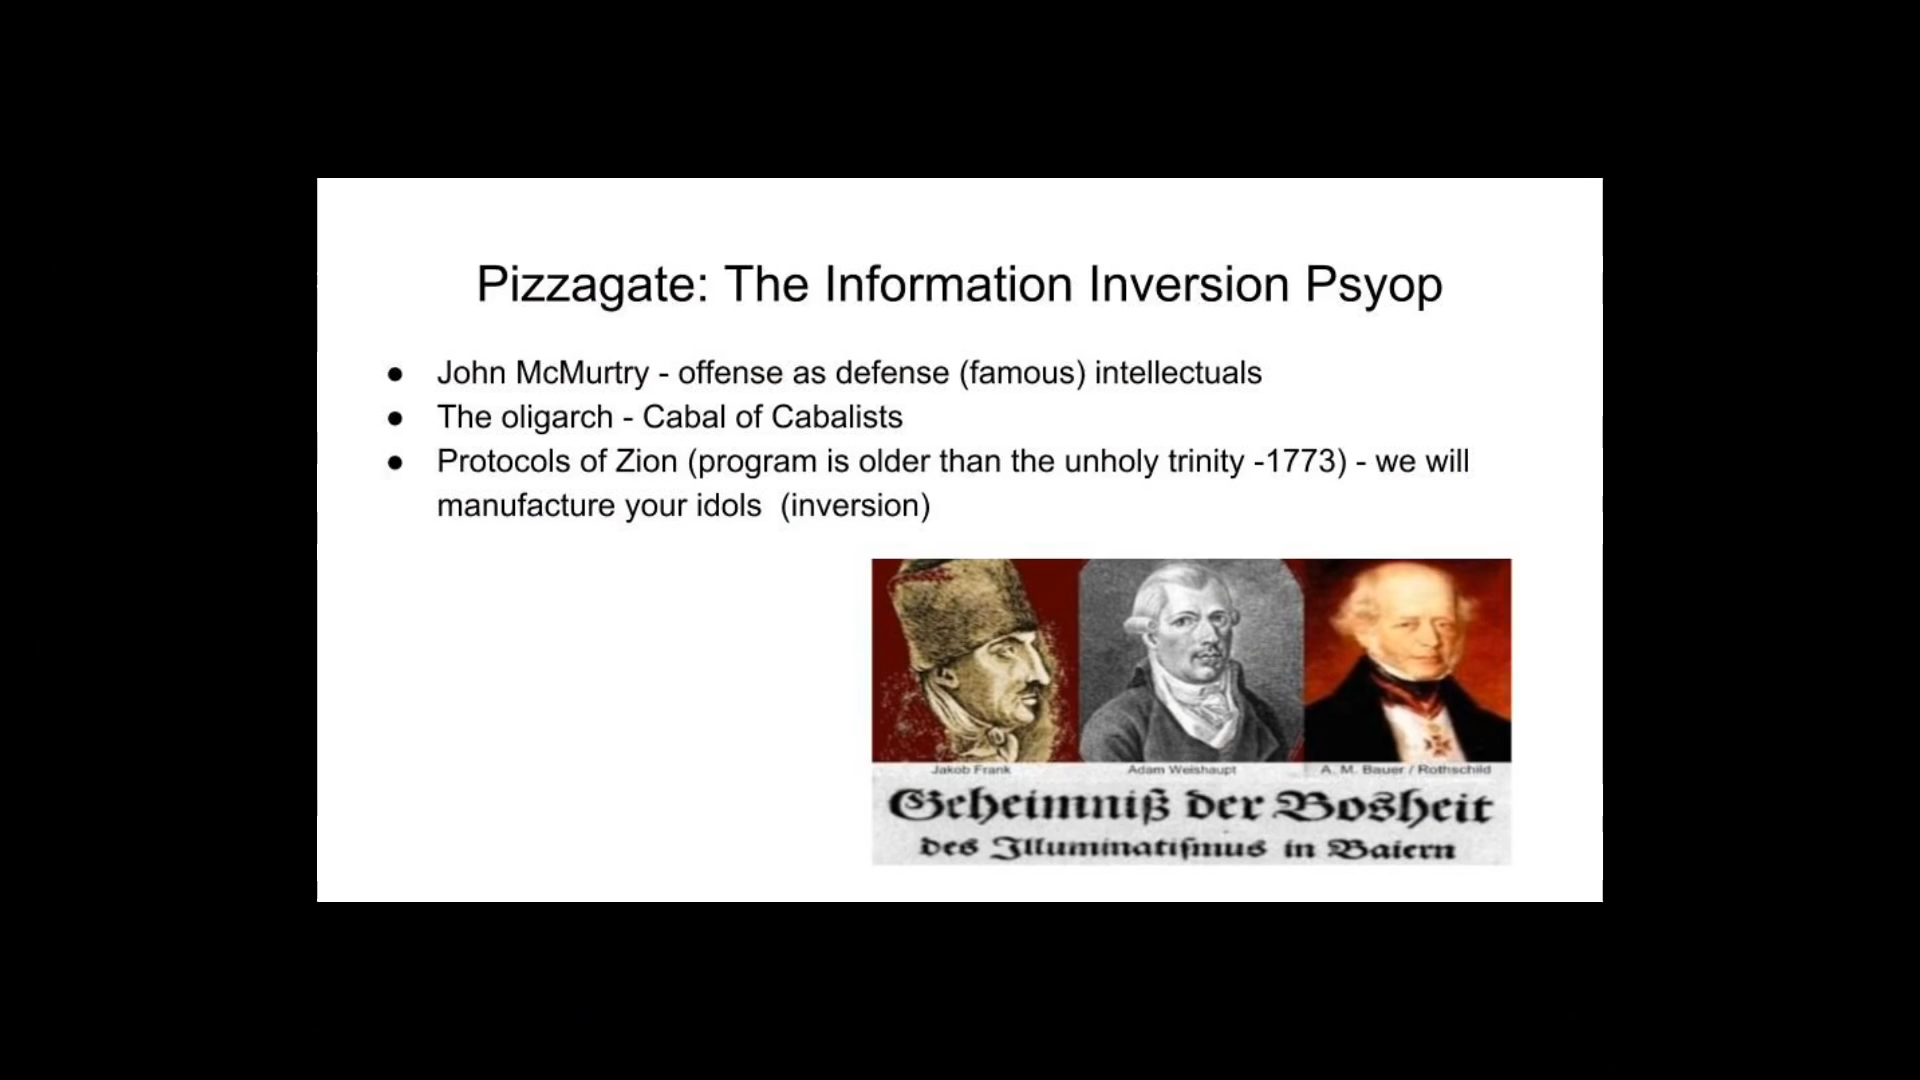 Pizzagate: The Information Inversion Psyop
● John McMurtry - offense as defense (famous) intellectuals
● The oligarch - Cabal of Cabalists
● Protocols of Zion (program is older than the unholy trinity -1773) - we will
manufacture your idols  (inversion)
Jakob Frank
Adam Weishaupt
A. M. Bauer / Rothschild
Geheimniß der Bosheit
des Illuminatismus in Baiern